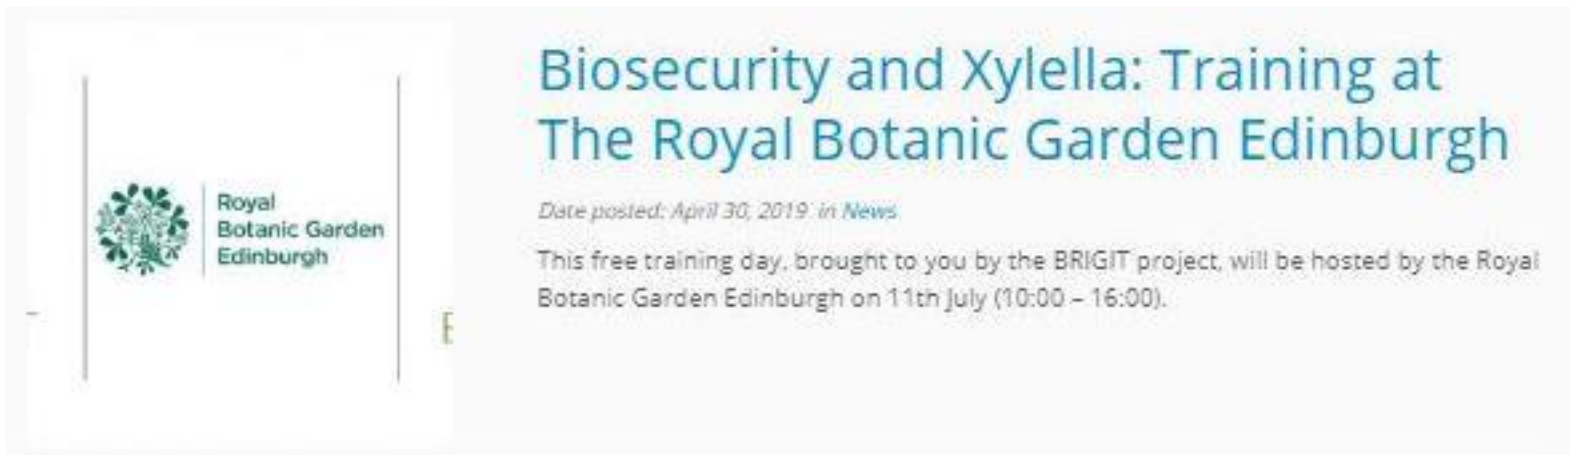 Royal
Botanic Garden
Edinburgh
E
Biosecurity and Xylella: Training at
The Royal Botanic Garden Edinburgh
Date posted: April 30, 2019 in News
This free training day, brought to you by the BRIGIT project, will be hosted by the Royal
Botanic Garden Edinburgh on 11th July (10:00 – 16:00).